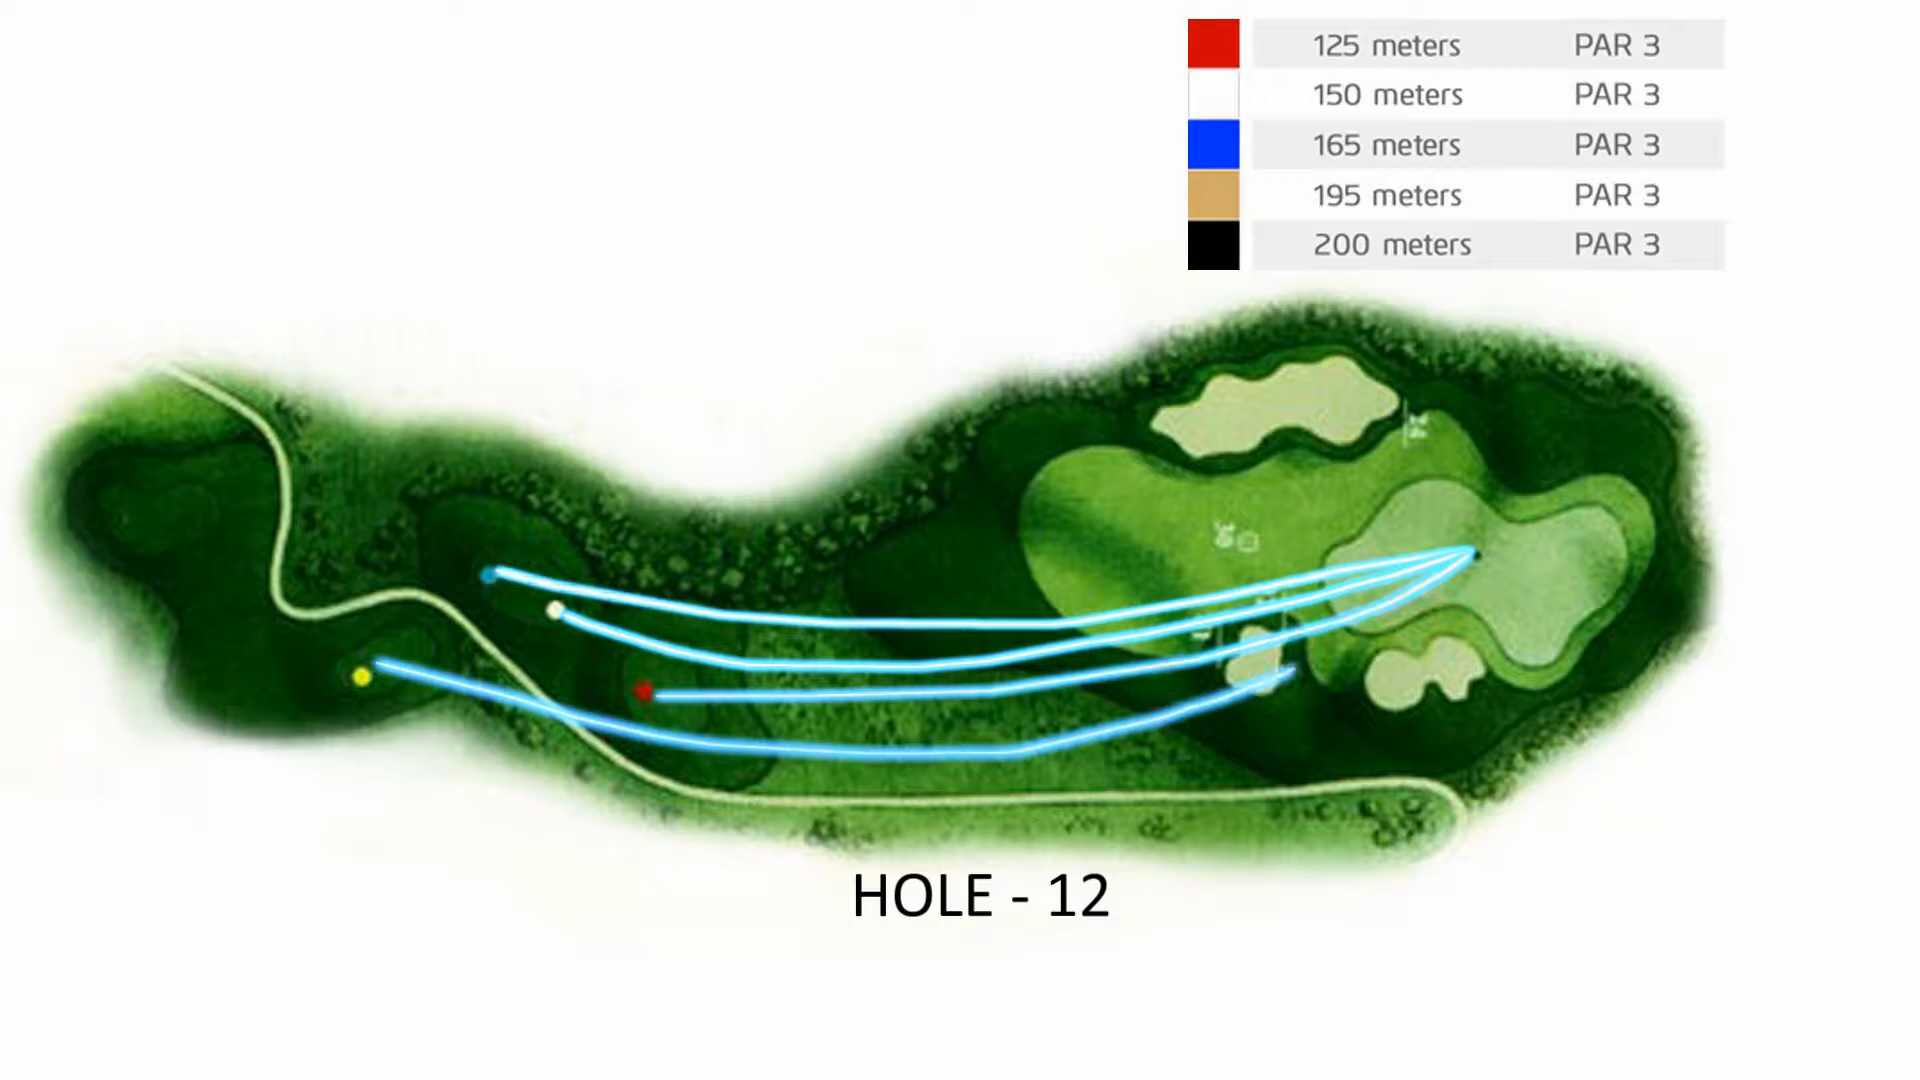 125 meters PAR 3
150 meters PAR 3
165 meters PAR 3
195 meters PAR 3
200 meters PAR 3
HOLE - 12